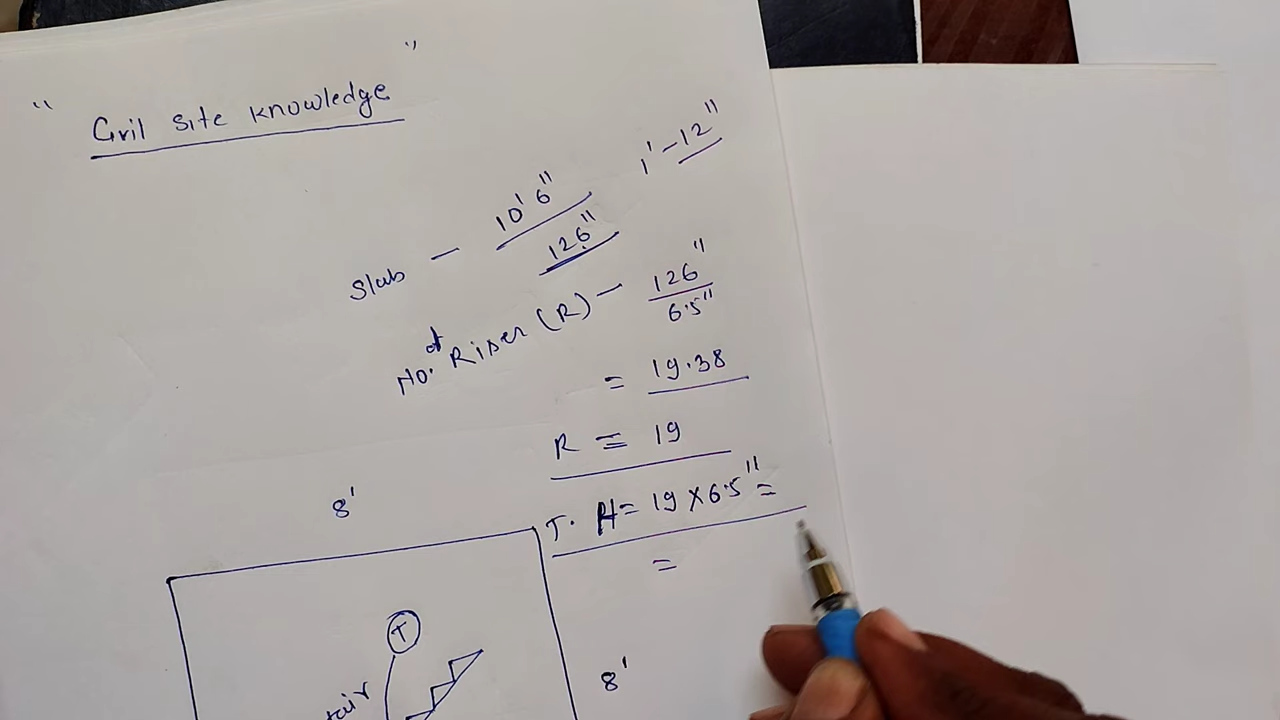 " Civil Site Knowledge "
Slab - 10' 6" 1' - 12"
126"
No. of Riser (R) - 126"
6.5"
= 19.38
R = 19
T. H = 19 x 6.5" =
=
8'
T
8'